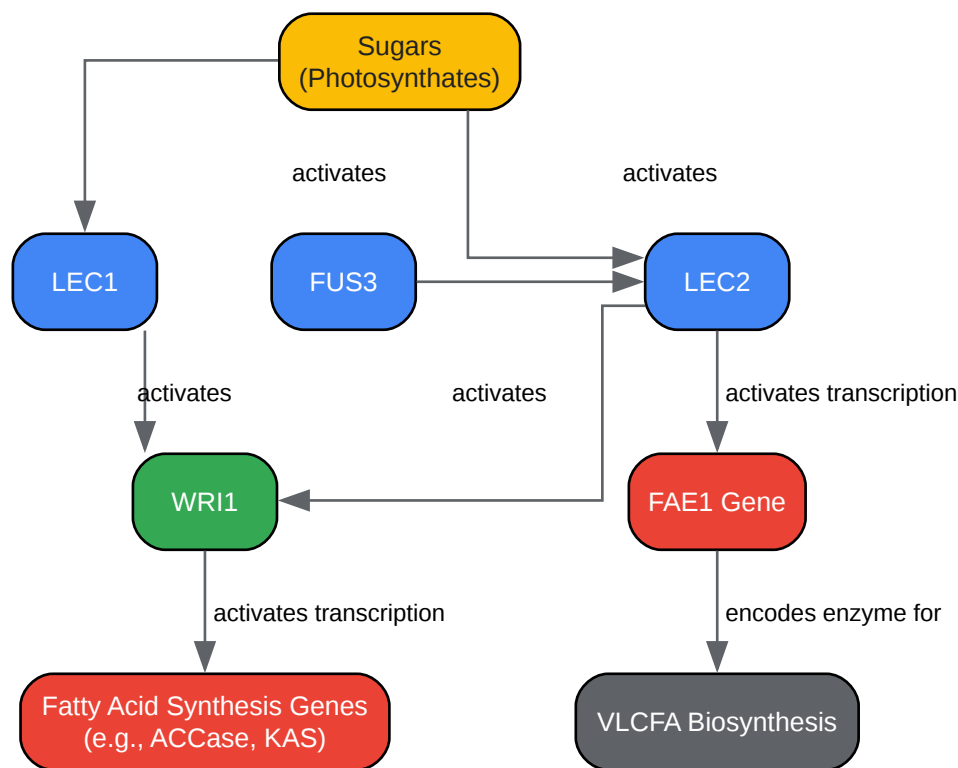 Sugars
(Photosynthates)
activates
activates
LEC1
FUS3
LEC2
activates
activates
activates transcription
WRI1
FAE1 Gene
activates transcription
encodes enzyme for
Fatty Acid Synthesis Genes
(e.g., ACCase, KAS)
VLCFA Biosynthesis